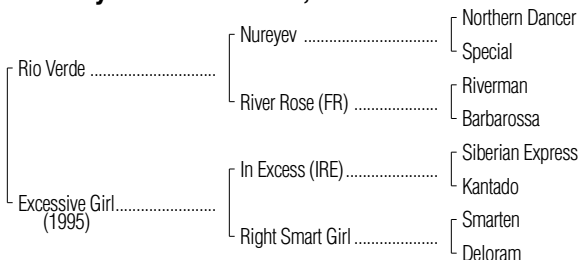 Northern Dancer
Nureyev ......................
Special
Rio Verde ....................................
Riverman
River Rose (FR) ......................
Barbarossa
Siberian Express
In Excess (IRE)........................
Kantado
Excessive Girl.............................
(1995)
Smarten
Right Smart Girl ......................
Deloram